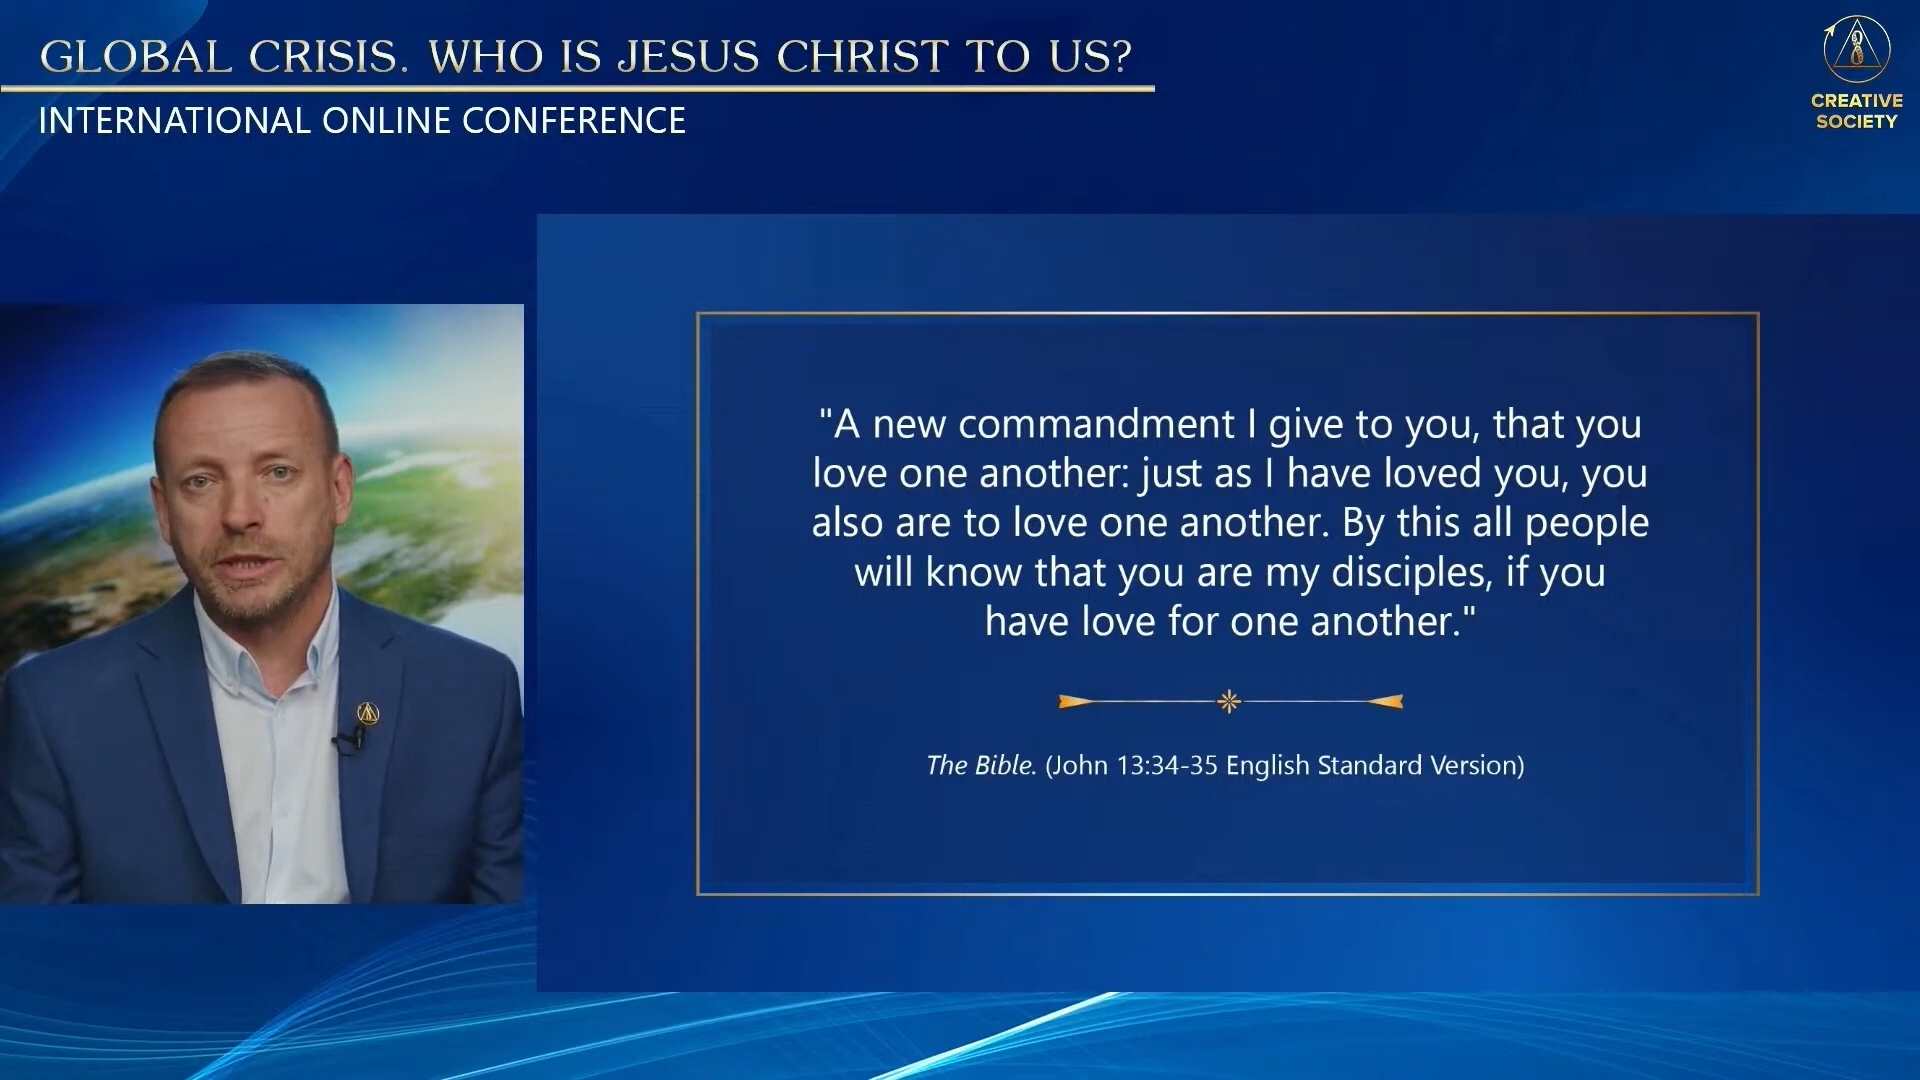 GLOBAL CRISIS. WHO IS JESUS CHRIST TO US?
INTERNATIONAL ONLINE CONFERENCE
CREATIVE
SOCIETY
"A new commandment I give to you, that you
love one another: just as I have loved you, you
also are to love one another. By this all people
will know that you are my disciples, if you
have love for one another."
The Bible. (John 13:34-35 English Standard Version)